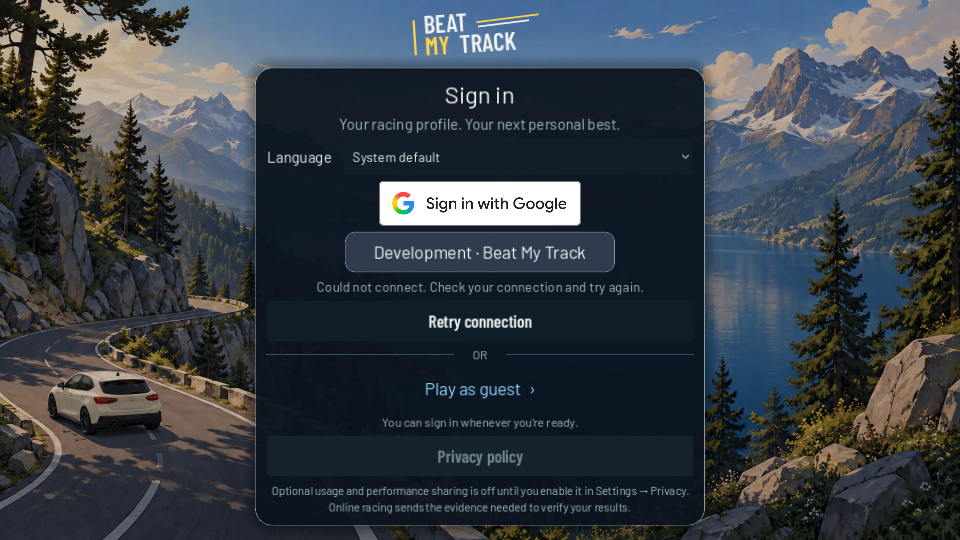 BEAT
MY TRACK
Sign in
Your racing profile. Your next personal best.
Language System default
Sign in with Google
Development · Beat My Track
Could not connect. Check your connection and try again.
Retry connection
OR
Play as guest ›
You can sign in whenever you're ready.
Privacy policy
Optional usage and performance sharing is off until you enable it in Settings → Privacy.
Online racing sends the evidence needed to verify your results.